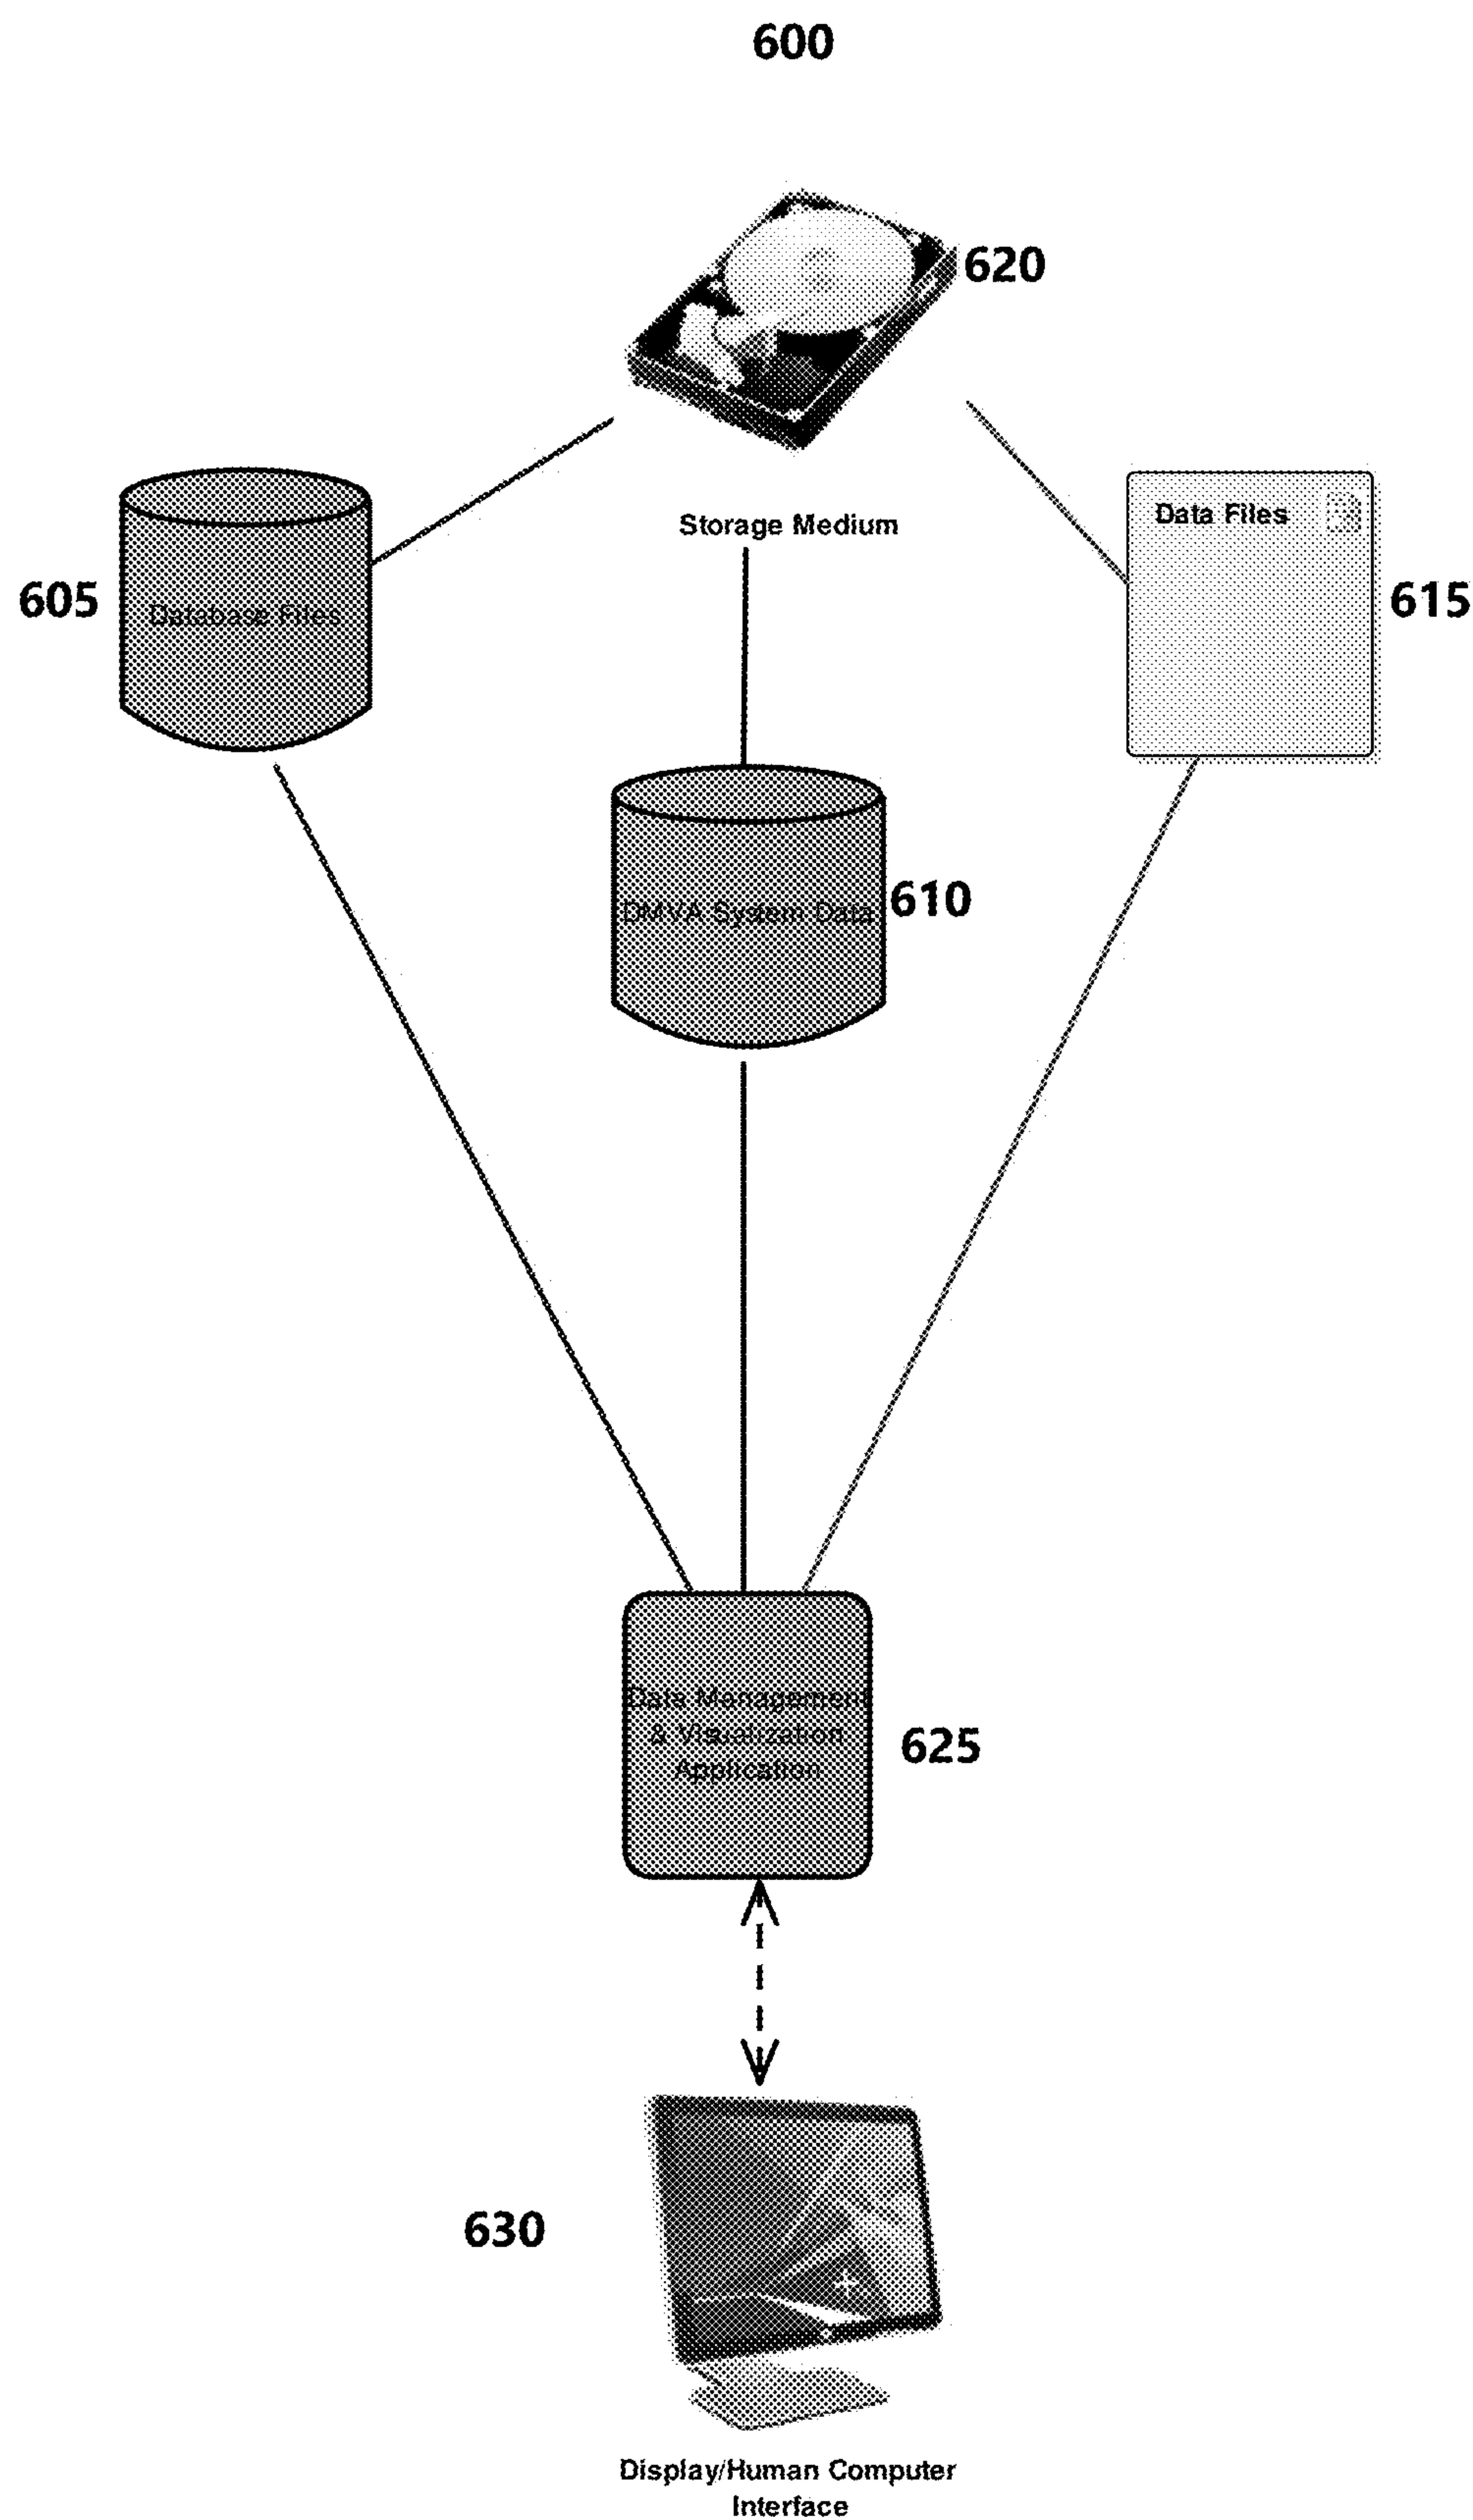 600
620
Storage Medium
Data Files
605
Database Files
615
DMVA System Data
610
Data Management
& Visualization
Application
625
630
Display/Human Computer
Interface